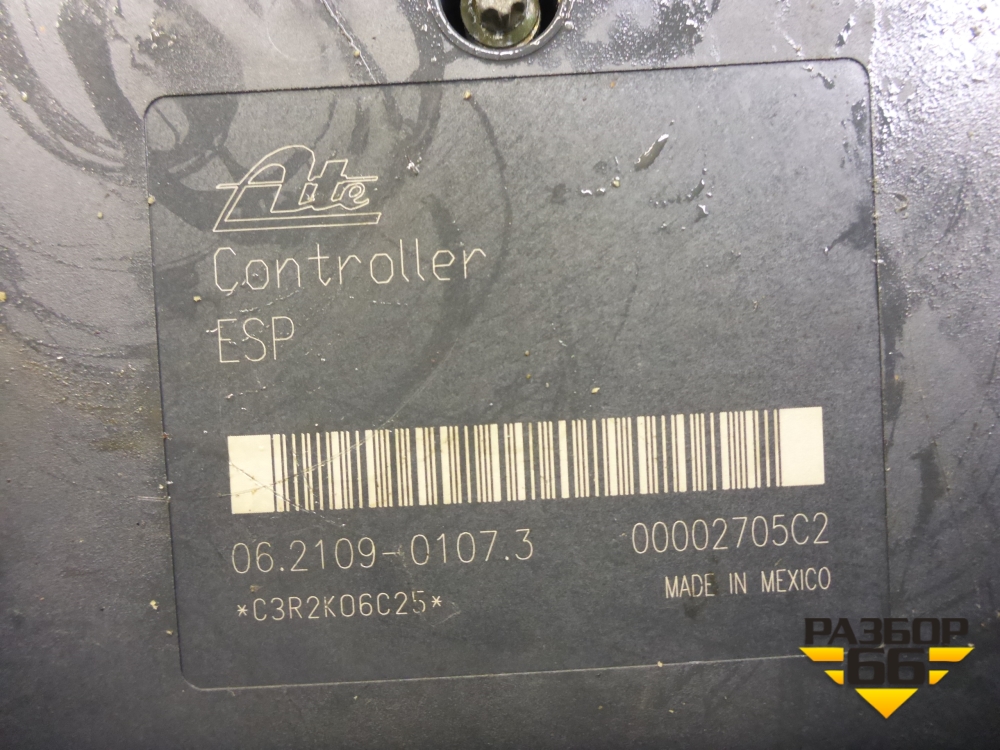 Ate
Controller
ESP
06.2109-0107.3
00002705C2
*C3R2K06C25*
MADE IN MEXICO
РАЗБОР
66